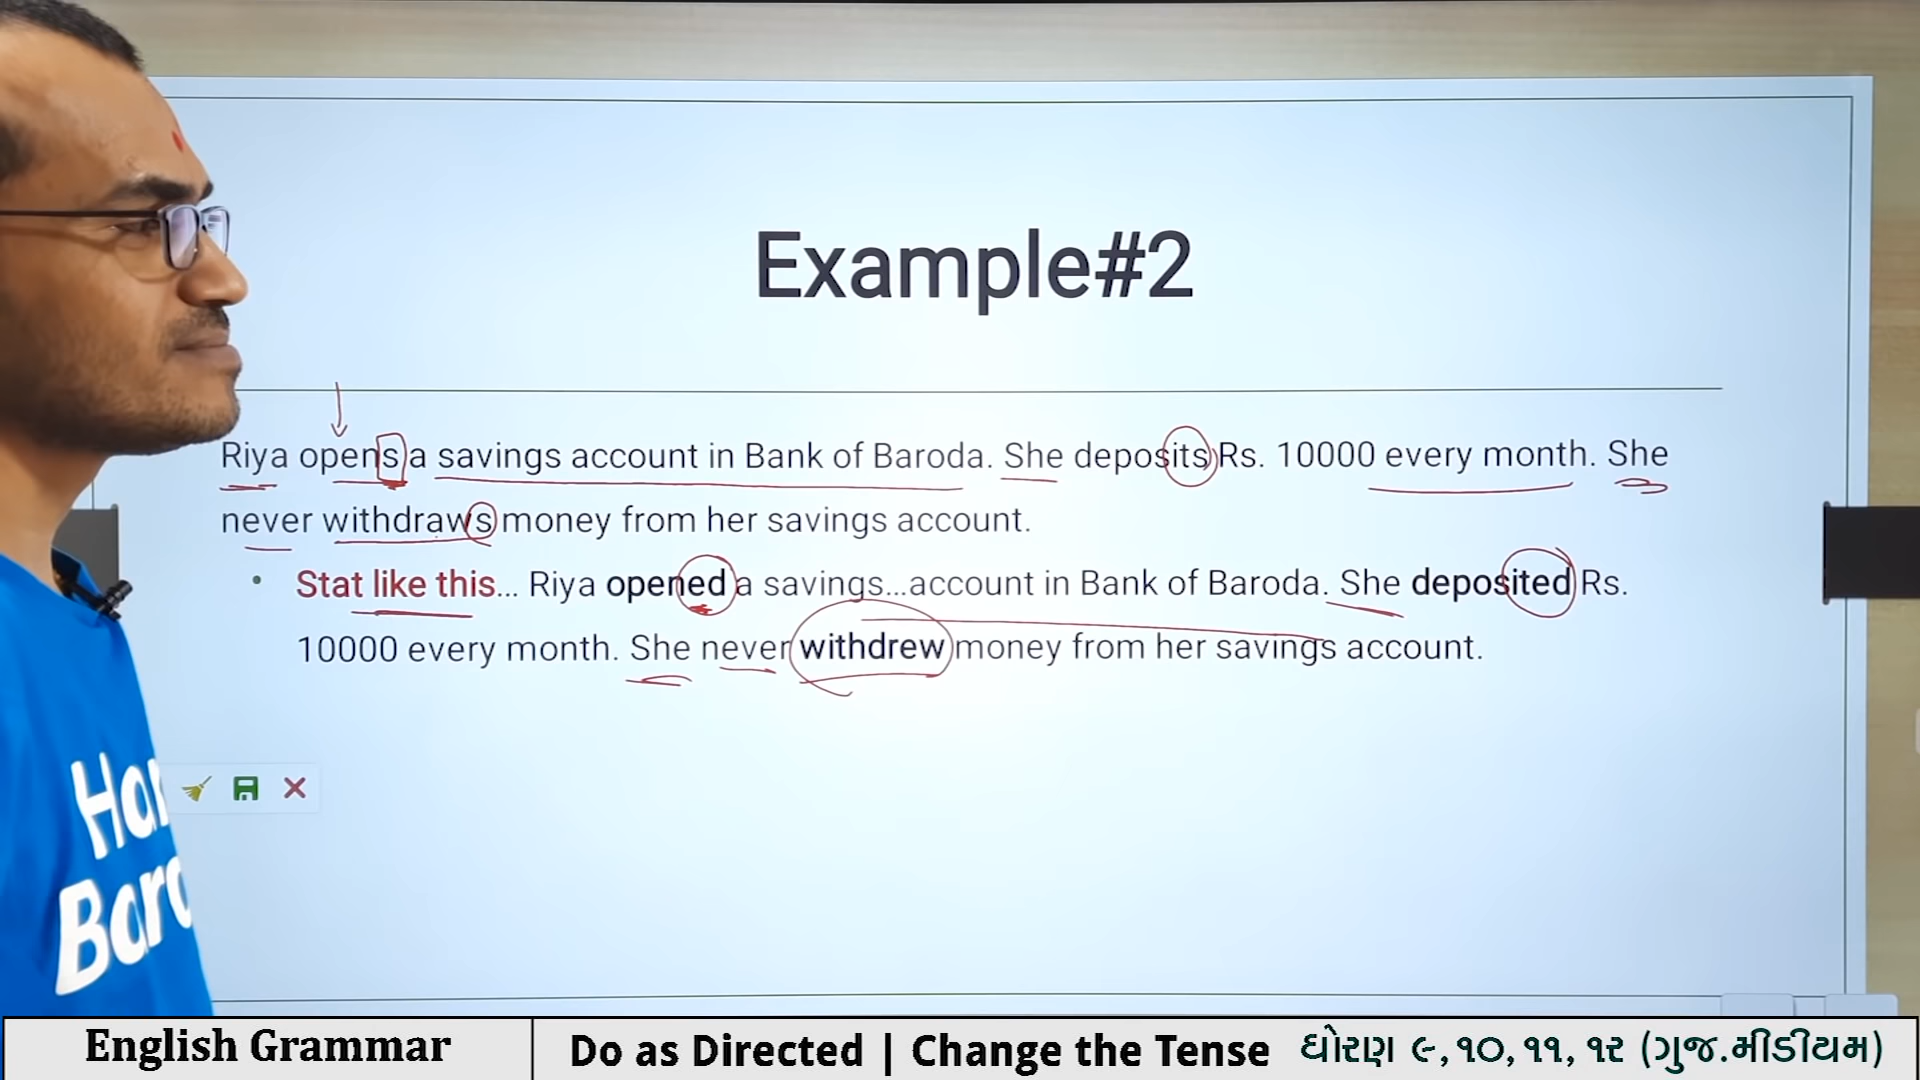 Example#2
Riya opens a savings account in Bank of Baroda. She deposits Rs. 10000 every month. She
never withdraws money from her savings account.
• Stat like this... Riya opened a savings...account in Bank of Baroda. She deposited Rs.
10000 every month. She never withdrew money from her savings account.
Har
Baro
English Grammar
Do as Directed | Change the Tense ધોરણ ૯, ૧૦, ૧૧, ૧૨ (ગુજ.મીડીયમ)